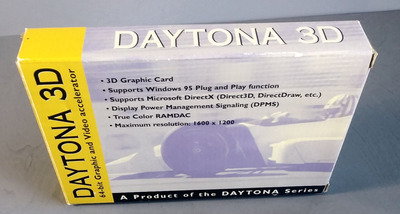 DAYTONA 3D
• 3D Graphic Card
• Supports Windows 95 Plug and Play function
• Supports Microsoft DirectX (Direct3D, DirectDraw, etc.)
• Display Power Management Signaling (DPMS)
• True Color RAMDAC
• Maximum resolution: 1600 x 1200
A Product of the DAYTONA Series
DAYTONA 3D
64-bit Graphic and Video accelerator